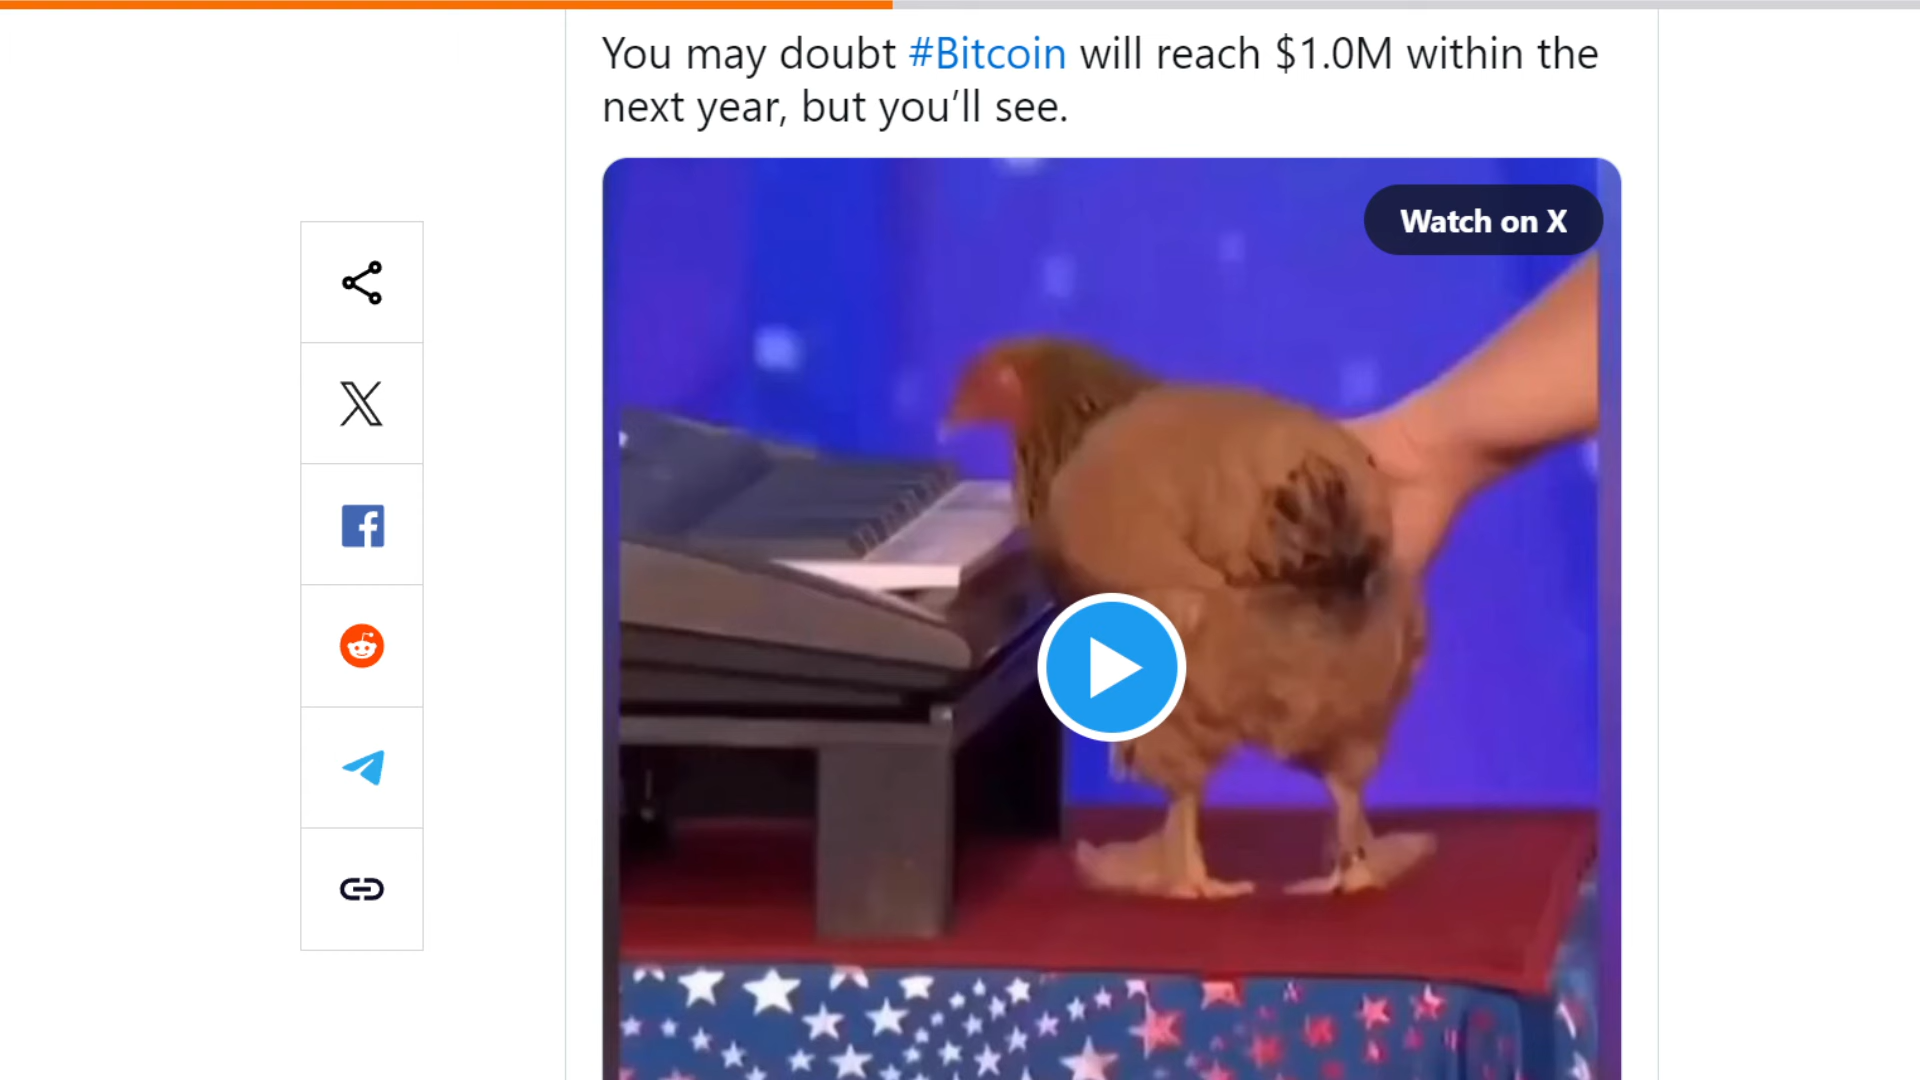 You may doubt #Bitcoin will reach $1.0M within the
next year, but you’ll see.
Watch on X